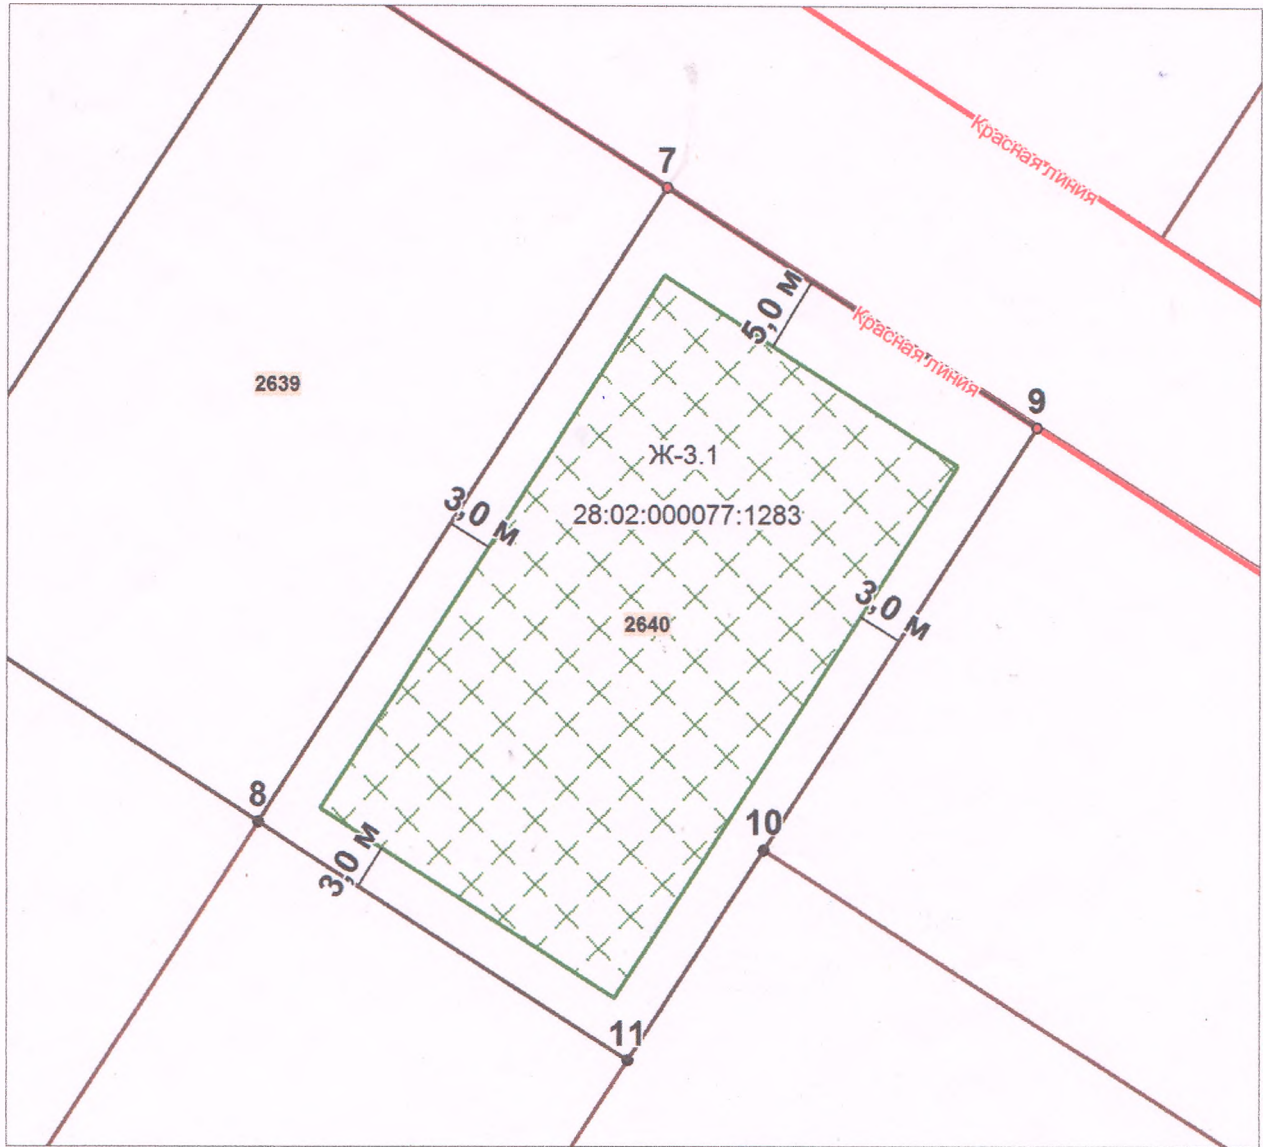 Красная линия
7
5,0 м
Красная линия
2639
9
Ж-3.1
3,0 м
28:02:000077:1283
3,0 м
2640
8
10
3,0 м
11